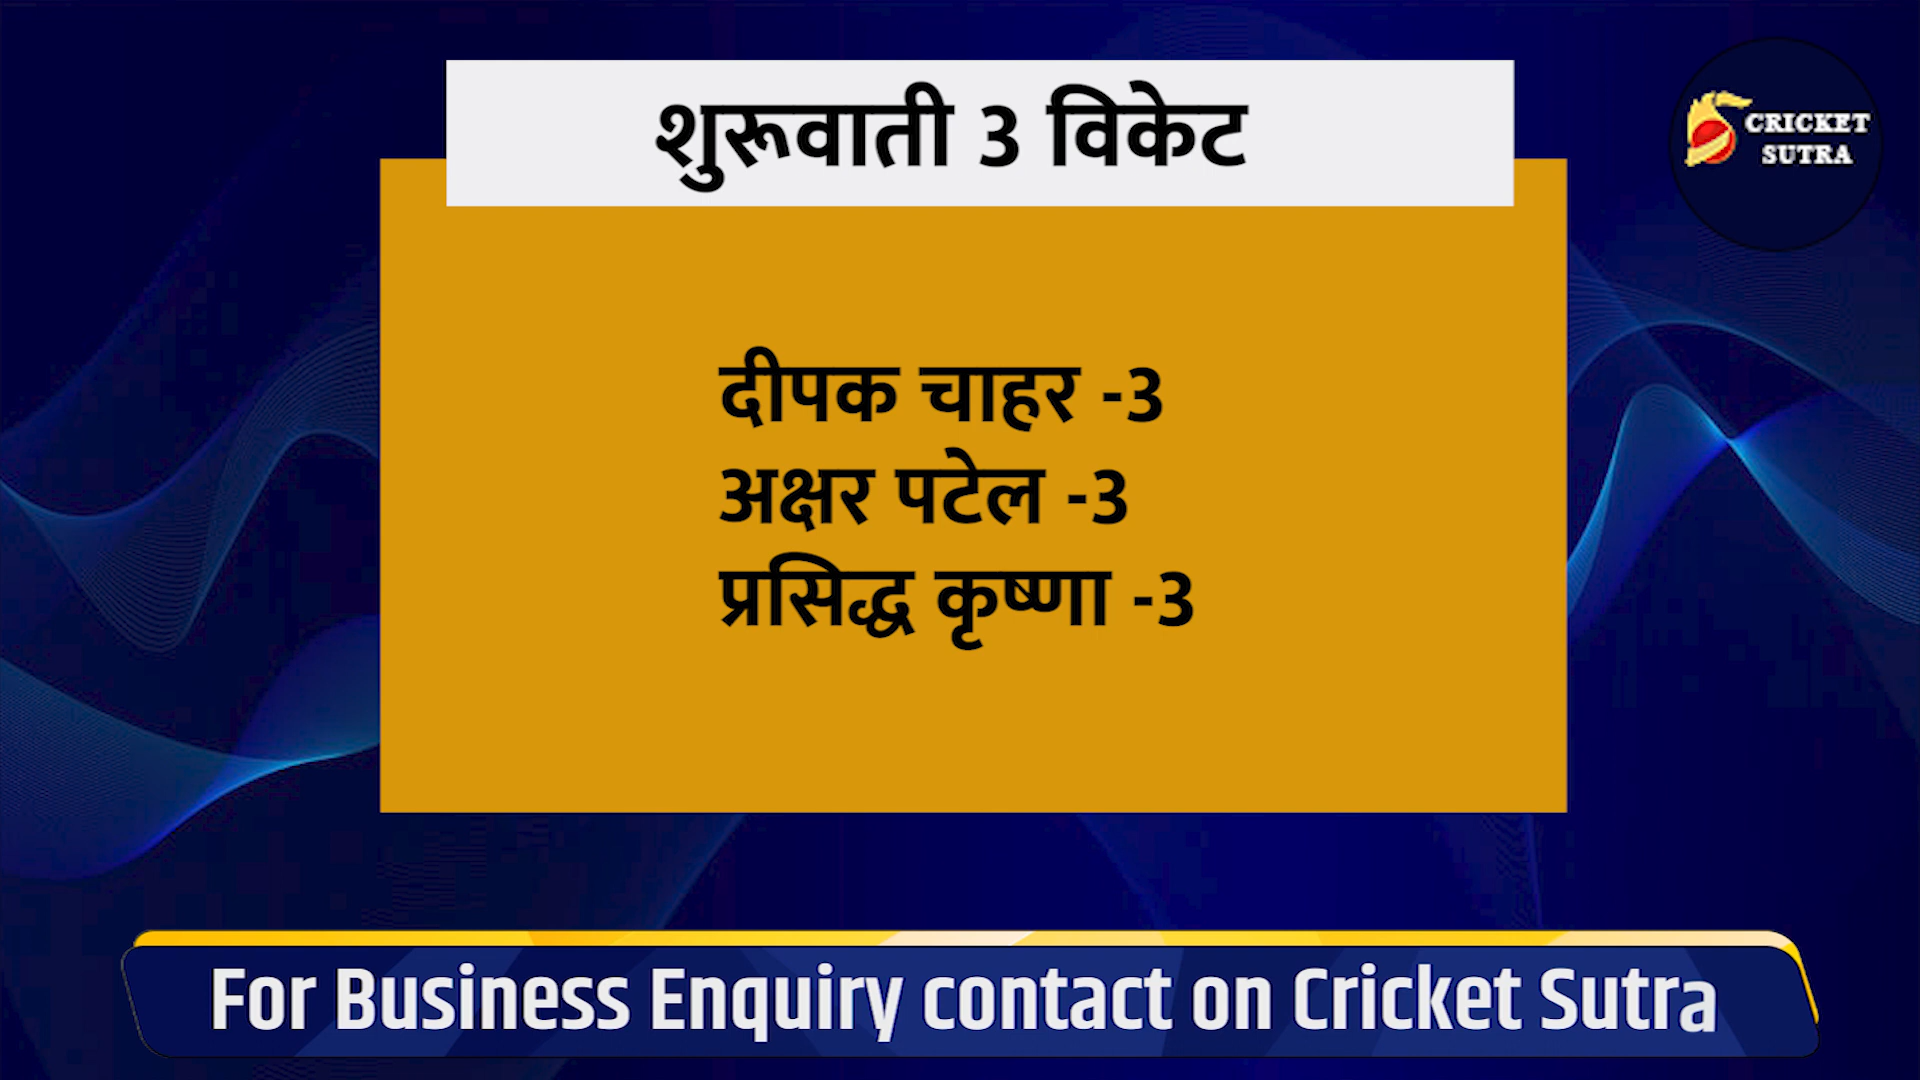 शुरूवाती 3 विकेट
CRICKET
SUTRA
दीपक चाहर -3
अक्षर पटेल -3
प्रसिद्ध कृष्णा -3
For Business Enquiry contact on Cricket Sutra